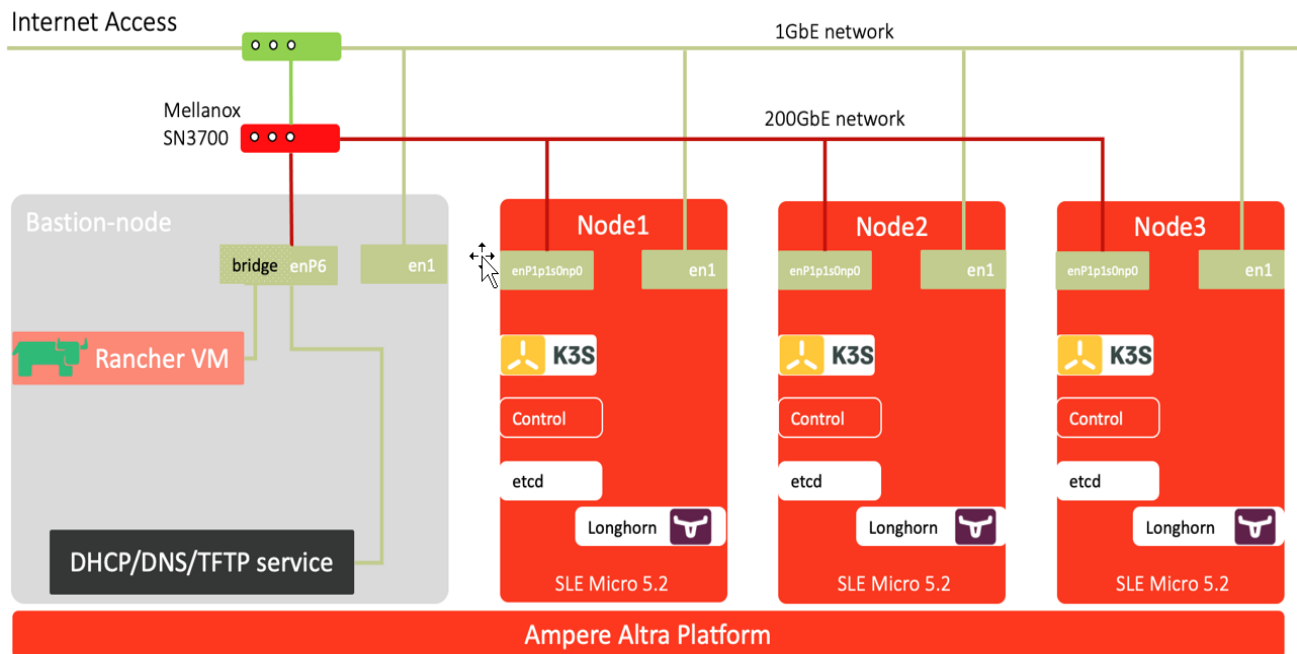 Internet Access
1GbE network
Mellanox
SN3700
200GbE network
Bastion-node
bridge enP6
en1
Rancher VM
DHCP/DNS/TFTP service
Node1
enP1p1s0np0
en1
K3S
Control
etcd
Longhorn
SLE Micro 5.2
Node2
enP1p1s0np0
en1
K3S
Control
etcd
Longhorn
SLE Micro 5.2
Node3
enP1p1s0np0
en1
K3S
Control
etcd
Longhorn
SLE Micro 5.2
Ampere Altra Platform